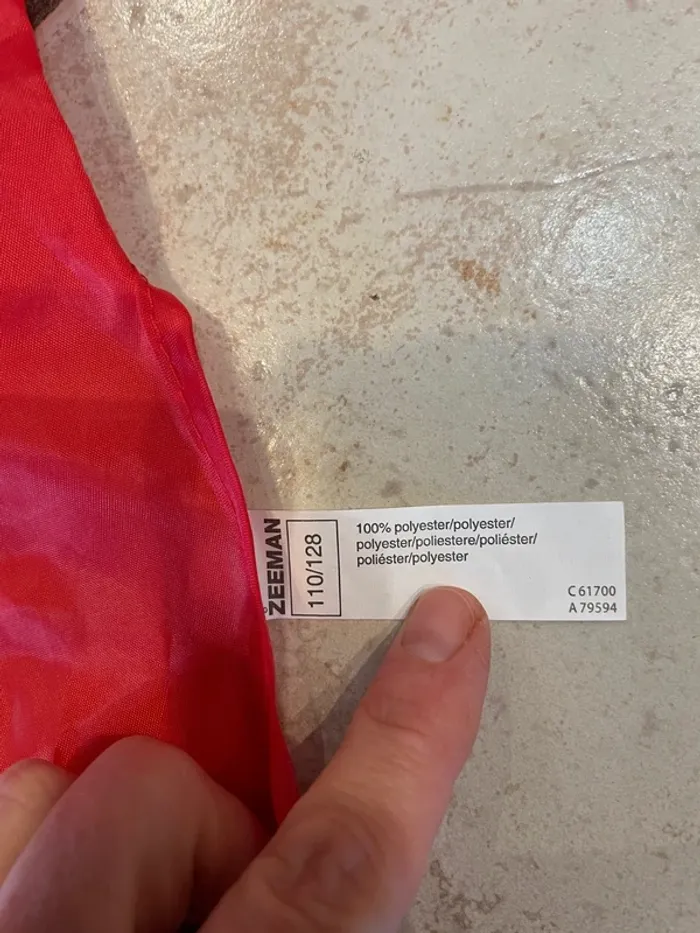 ZEEMAN
110/128
100% polyester/polyester/
polyester/poliestere/poliéster/
poliéster/polyester
C 61700
A 79594